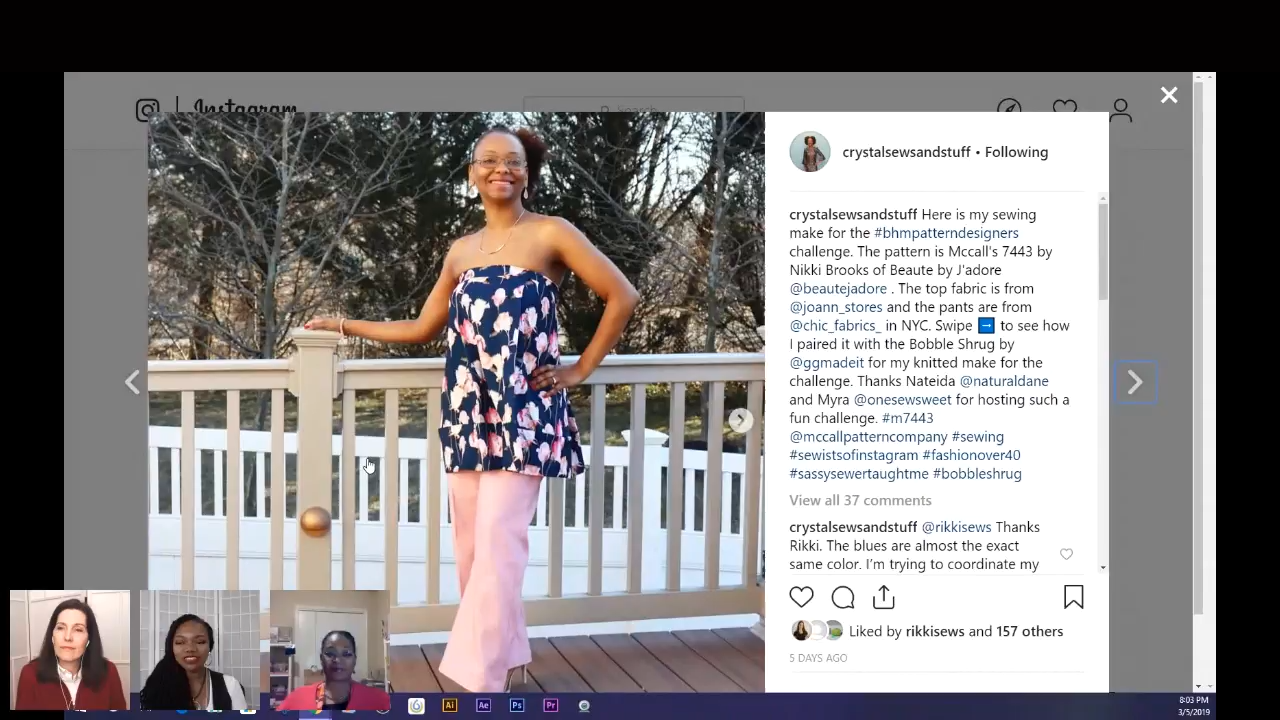 Instagram
Search
crystalsewsandstuff • Following
crystalsewsandstuff Here is my sewing
make for the #bhmpatterndesigners
challenge. The pattern is Mccall's 7443 by
Nikki Brooks of Beaute by J'adore
@beautejadore . The top fabric is from
@joann_stores and the pants are from
@chic_fabrics_ in NYC. Swipe ➡ to see how
I paired it with the Bobble Shrug by
@ggmadeit for my knitted make for the
challenge. Thanks Nateida @naturaldane
and Myra @onesewsweet for hosting such a
fun challenge. #m7443
@mccallpatterncompany #sewing
#sewistsofinstagram #fashionover40
#sassysewertaughtme #bobbleshrug
View all 37 comments
crystalsewsandstuff @rikkisews Thanks
Rikki. The blues are almost the exact
same color. I'm trying to coordinate my
Liked by rikkisews and 157 others
5 DAYS AGO
Ai
Ae
Ps
Pr
8:03 PM
3/5/2019